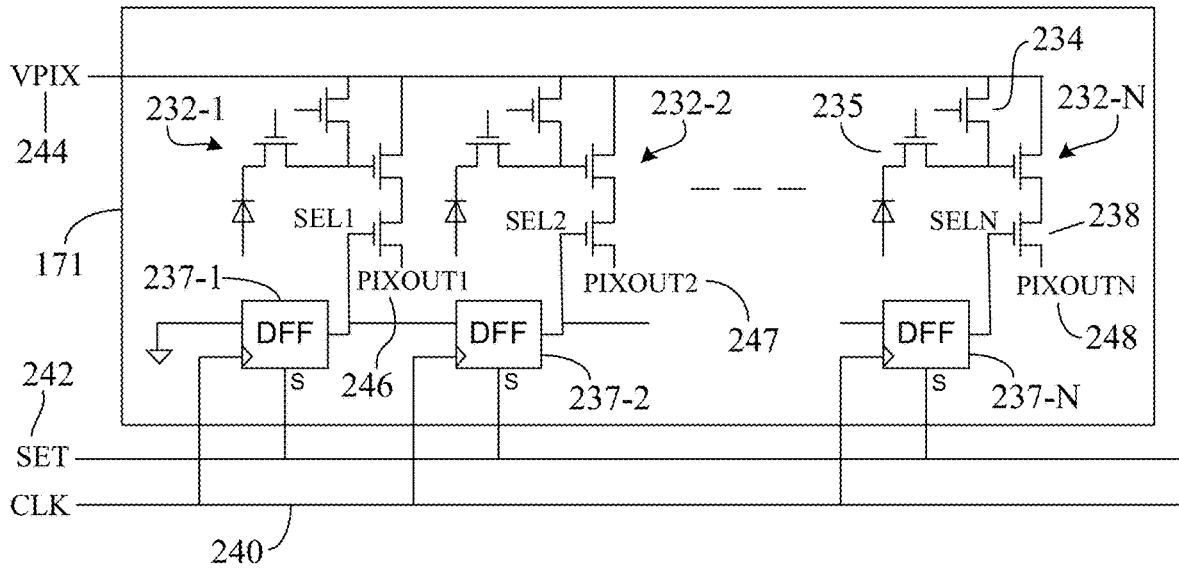 VPIX
244
232-1
232-2
235
234
232-N
SEL1
SEL2
SELN
238
171
237-1
PIXOUT1
PIXOUT2
PIXOUTN
DFF
DFF
DFF
246
247
248
S
S
S
237-2
237-N
242
SET
CLK
240